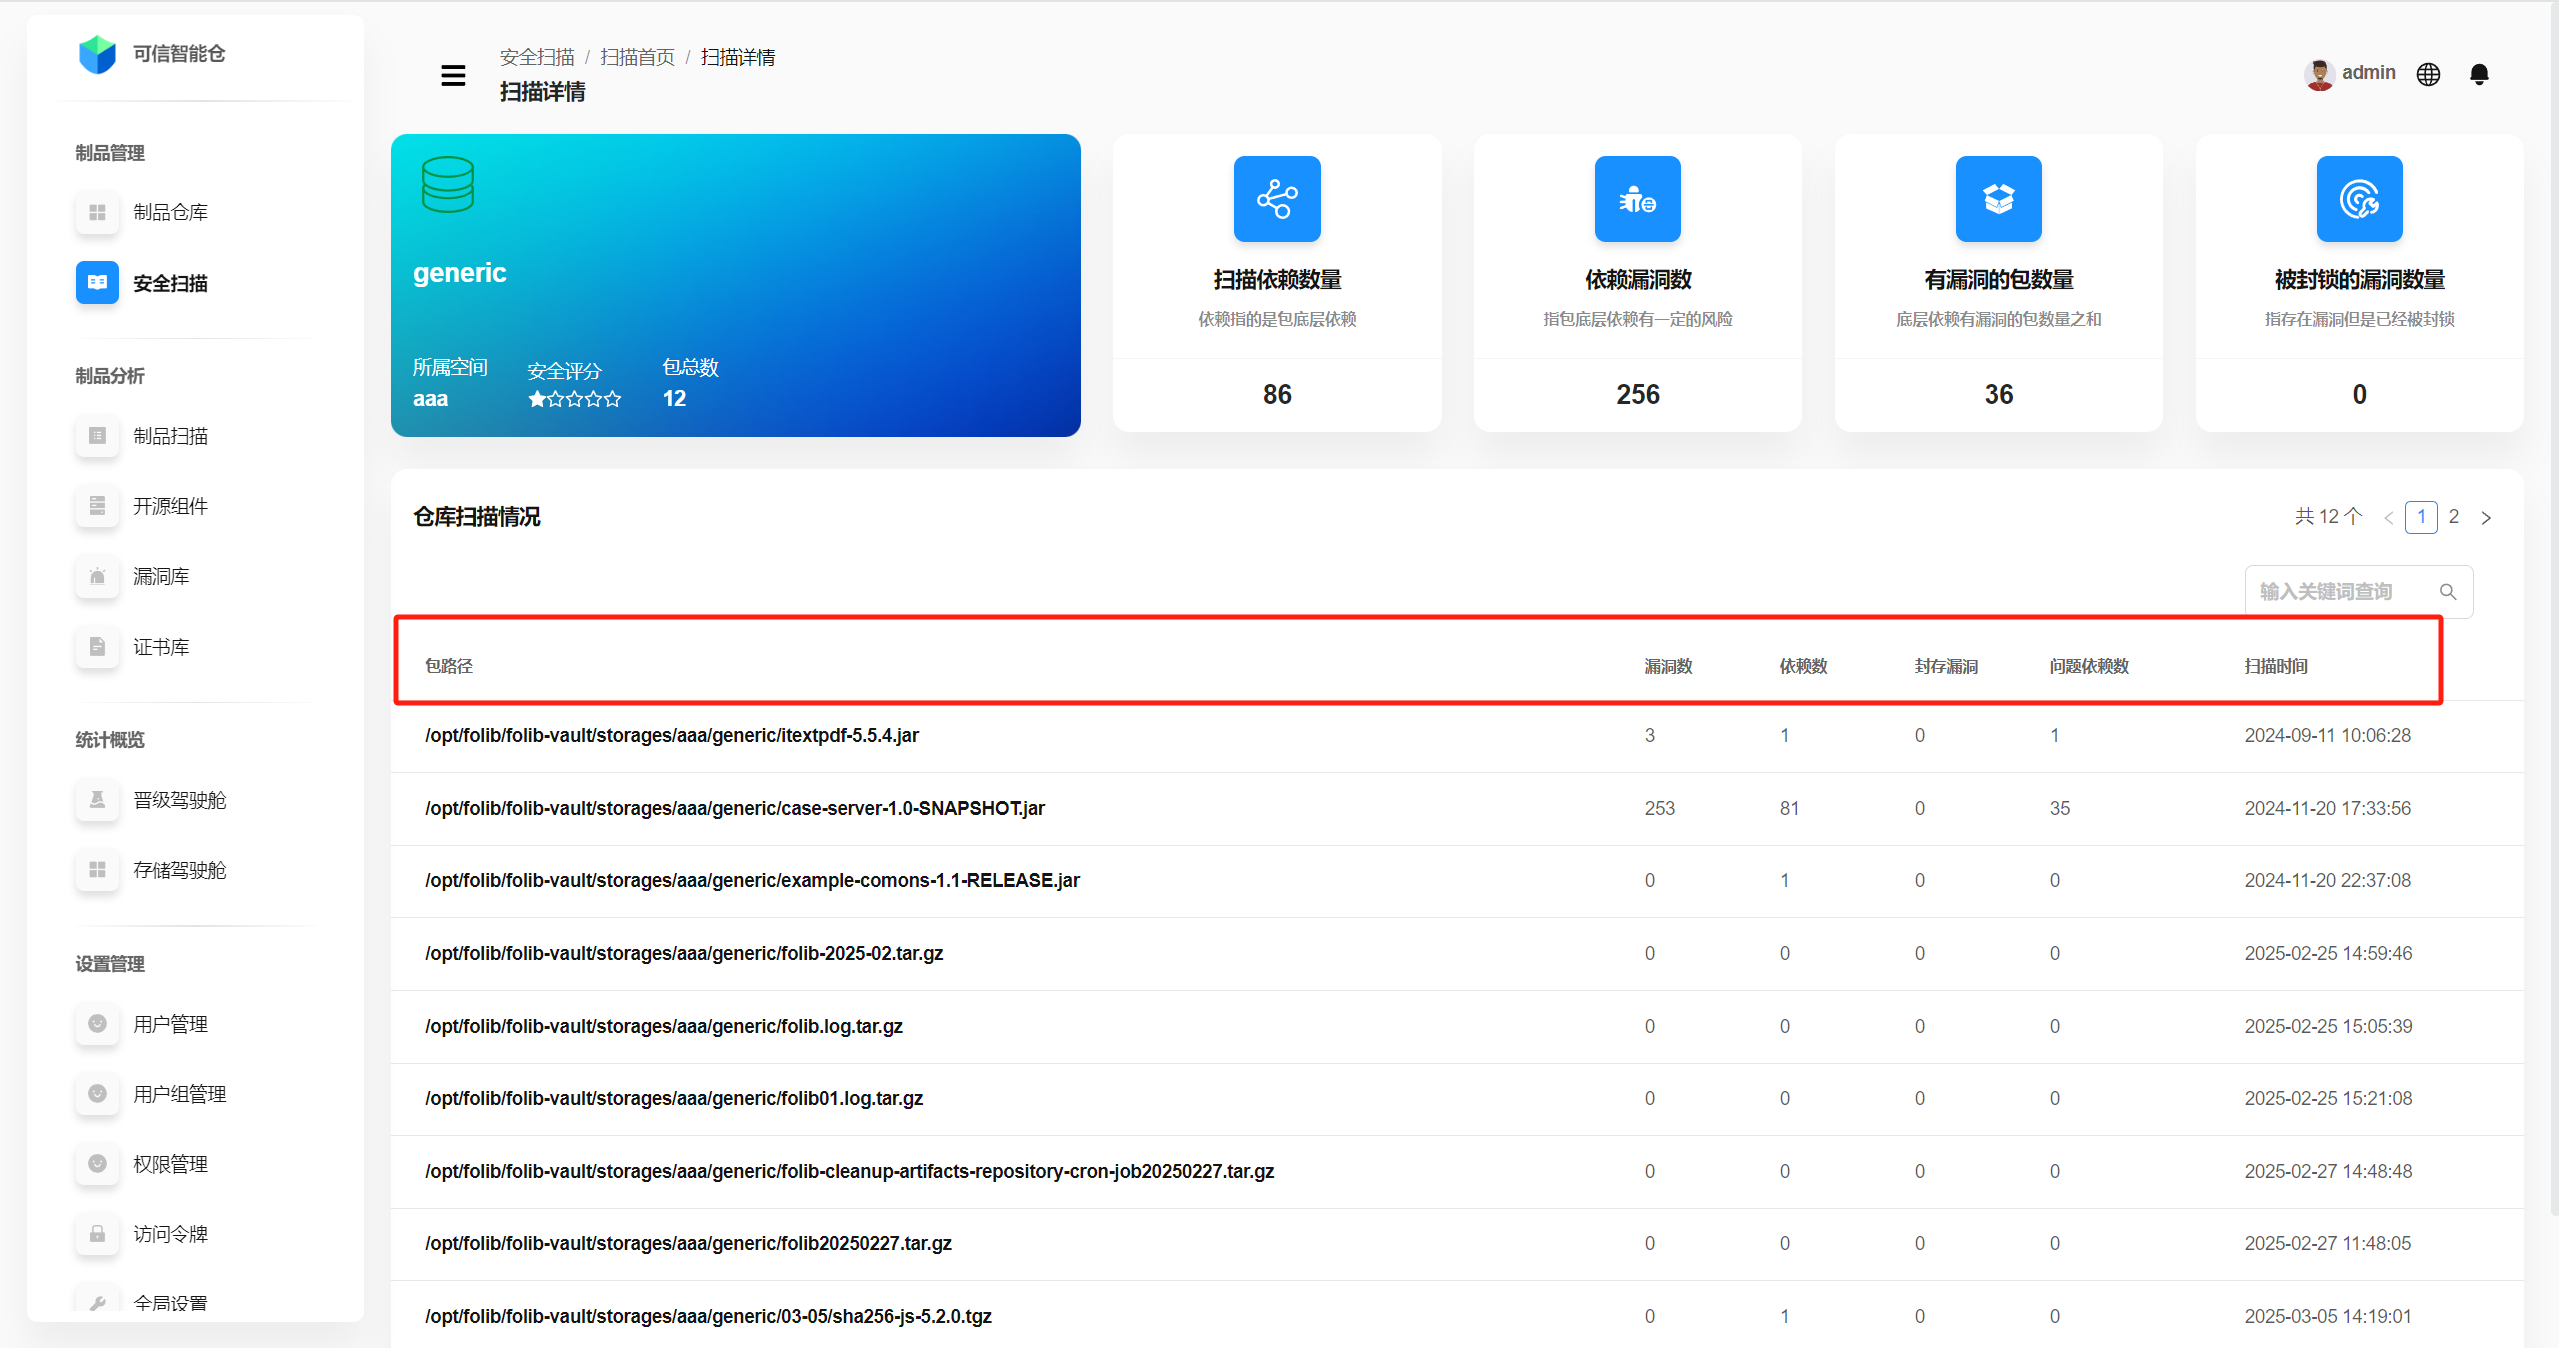 可信智能仓
制品管理
制品仓库
安全扫描
制品分析
制品扫描
开源组件
漏洞库
证书库
统计概览
晋级驾驶舱
存储驾驶舱
设置管理
用户管理
用户组管理
权限管理
访问令牌
全局设置
安全扫描 / 扫描首页 / 扫描详情
扫描详情
admin
generic
所属空间 安全评分 包总数
aaa 12
扫描依赖数量
依赖指的是包底层依赖
86
依赖漏洞数
指包底层依赖有一定的风险
256
有漏洞的包数量
底层依赖有漏洞的包数量之和
36
被封锁的漏洞数量
指存在漏洞但是已经被封锁
0
仓库扫描情况
共 12 个 < 1 2 >
输入关键词查询
包路径 漏洞数 依赖数 封存漏洞 问题依赖数 扫描时间
/opt/folib/folib-vault/storages/aaa/generic/itextpdf-5.5.4.jar 3 1 0 1 2024-09-11 10:06:28
/opt/folib/folib-vault/storages/aaa/generic/case-server-1.0-SNAPSHOT.jar 253 81 0 35 2024-11-20 17:33:56
/opt/folib/folib-vault/storages/aaa/generic/example-comons-1.1-RELEASE.jar 0 1 0 0 2024-11-20 22:37:08
/opt/folib/folib-vault/storages/aaa/generic/folib-2025-02.tar.gz 0 0 0 0 2025-02-25 14:59:46
/opt/folib/folib-vault/storages/aaa/generic/folib.log.tar.gz 0 0 0 0 2025-02-25 15:05:39
/opt/folib/folib-vault/storages/aaa/generic/folib01.log.tar.gz 0 0 0 0 2025-02-25 15:21:08
/opt/folib/folib-vault/storages/aaa/generic/folib-cleanup-artifacts-repository-cron-job20250227.tar.gz 0 0 0 0 2025-02-27 14:48:48
/opt/folib/folib-vault/storages/aaa/generic/folib20250227.tar.gz 0 0 0 0 2025-02-27 11:48:05
/opt/folib/folib-vault/storages/aaa/generic/03-05/sha256-js-5.2.0.tgz 0 1 0 0 2025-03-05 14:19:01